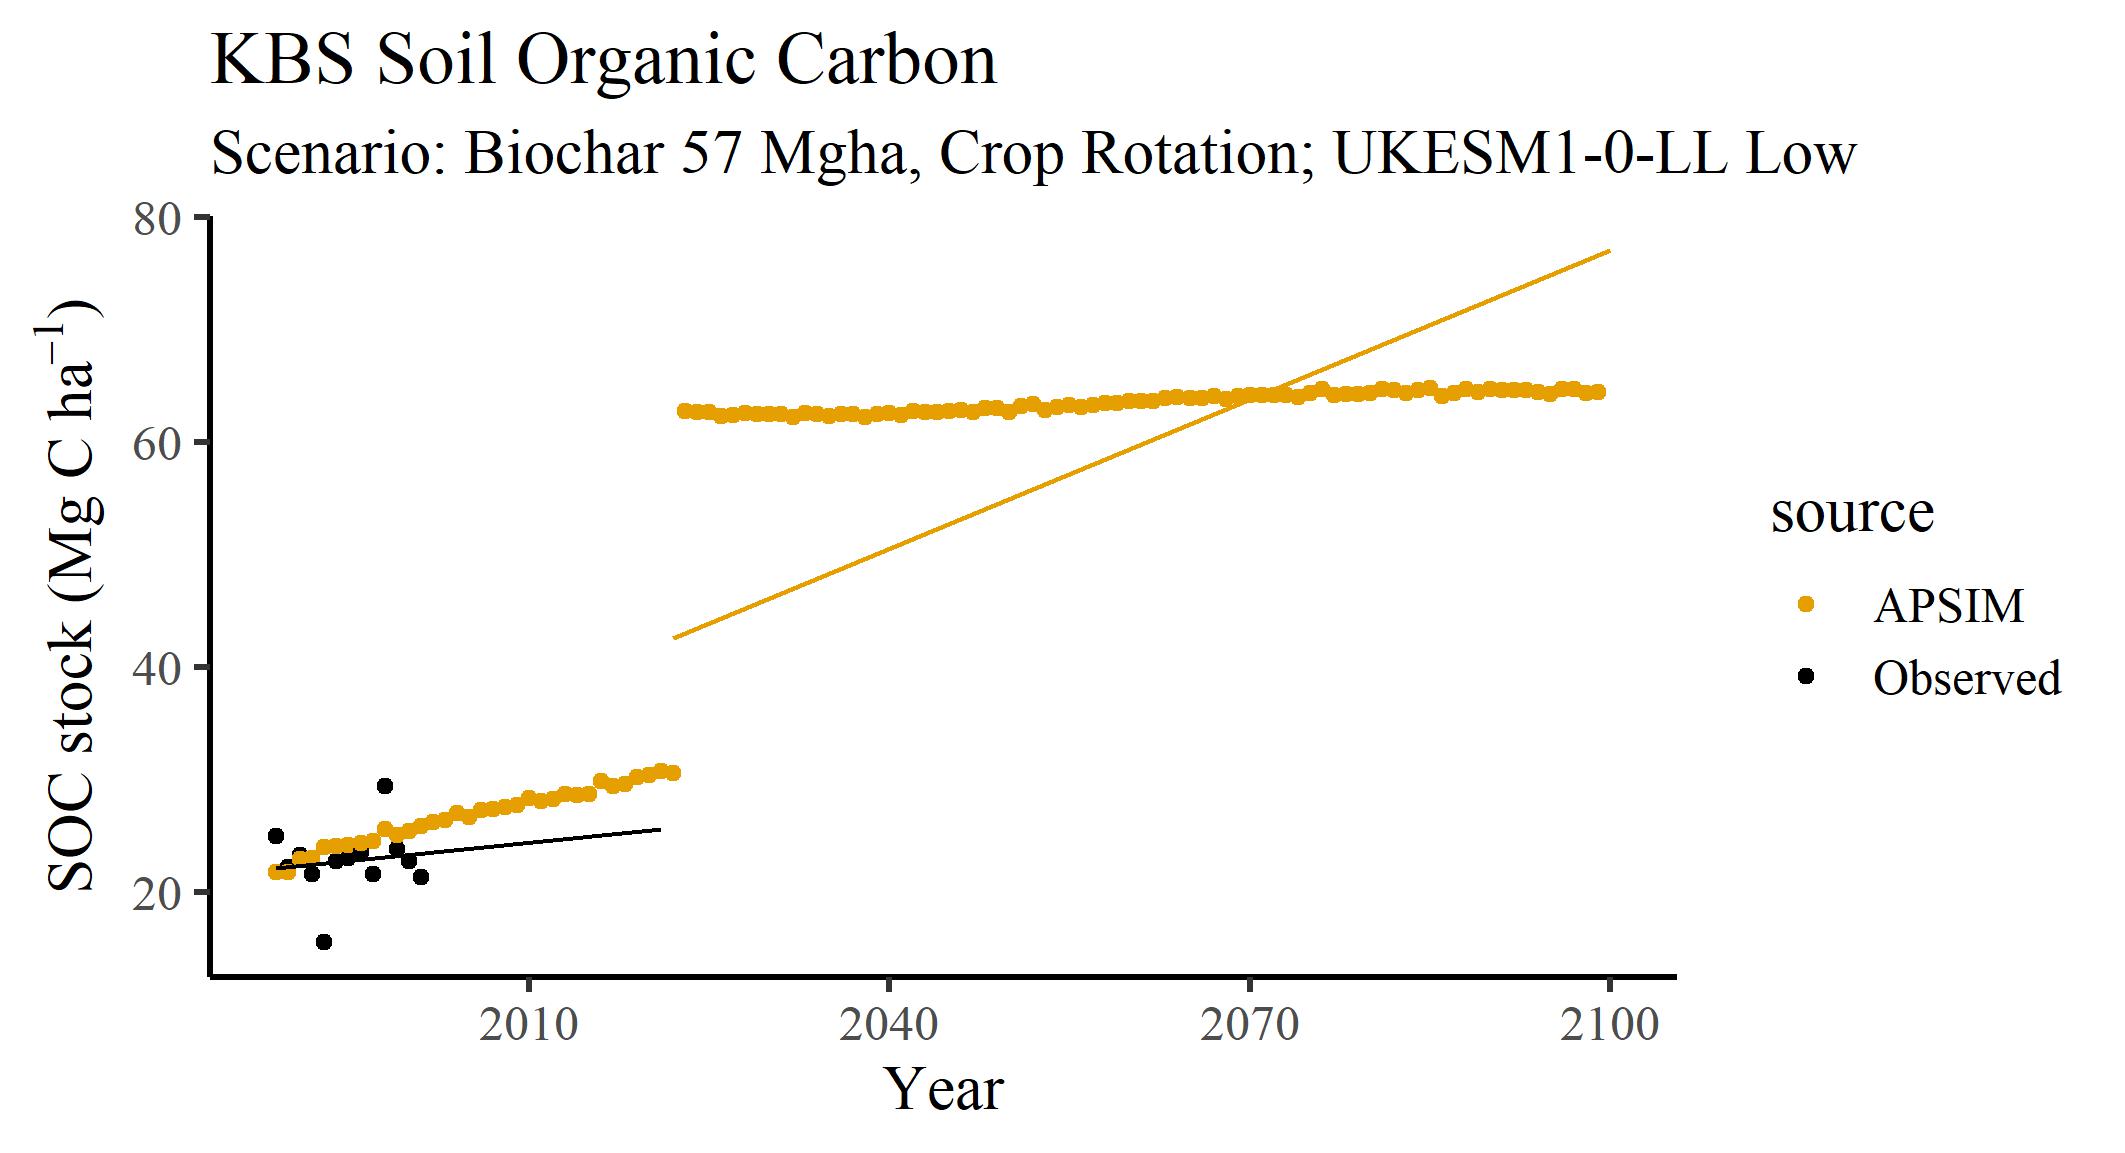 KBS Soil Organic Carbon
Scenario: Biochar 57 Mgha, Crop Rotation; UKESM1-0-LL Low
SOC stock (Mg C ha⁻¹)
80
60
40
20
2010
2040
2070
2100
Year
source
APSIM
Observed